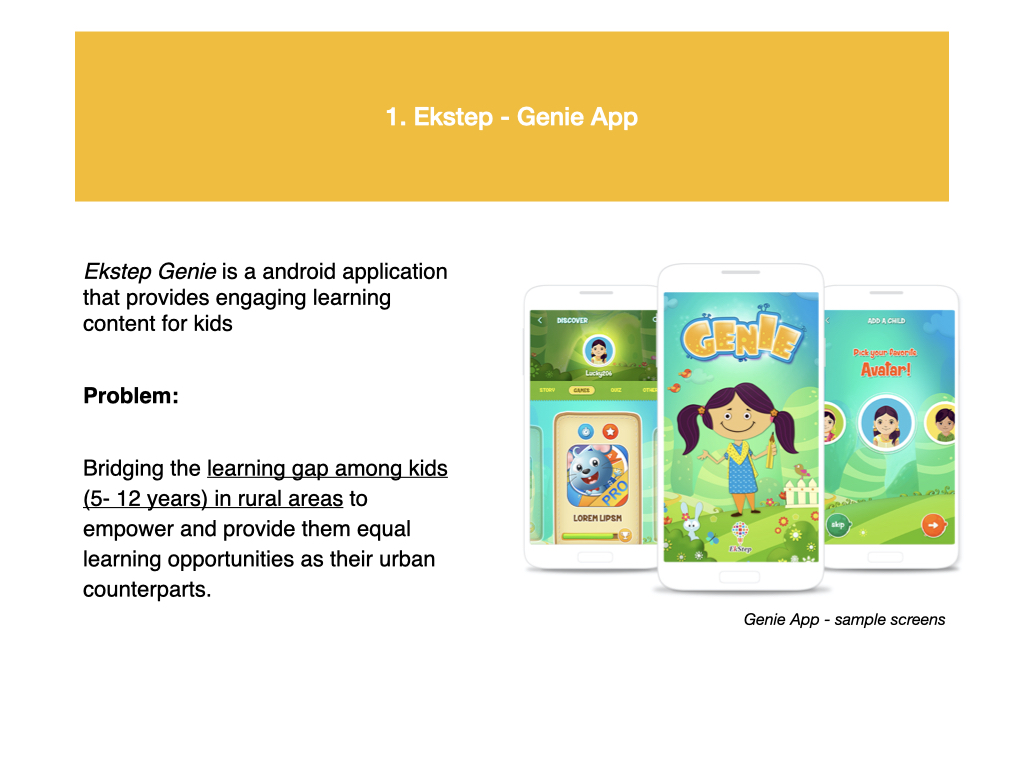 1. Ekstep - Genie App
Ekstep Genie is a android application
that provides engaging learning
content for kids
Problem:
Bridging the learning gap among kids
(5- 12 years) in rural areas to
empower and provide them equal
learning opportunities as their urban
counterparts.
DISCOVER
Lucky206
STORY GAMES QUIZ OTHER
PRO
LOREM LIPSM
GENIE
EkStep
ADD A CHILD
Pick your favorite
Avatar!
skip
Genie App - sample screens